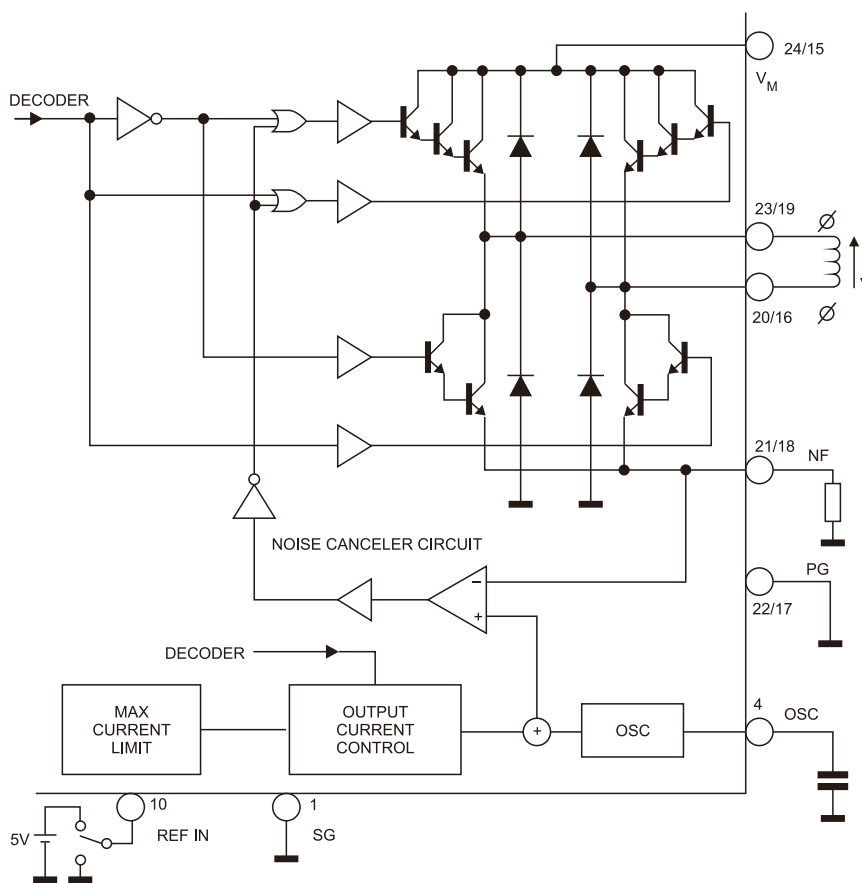 24/15
V_M
DECODER
23/19
20/16
21/18
NF
NOISE CANCELER CIRCUIT
PG
22/17
−
+
DECODER
MAX
CURRENT
LIMIT
OUTPUT
CURRENT
CONTROL
+
OSC
4
OSC
10
1
5V
REF IN
SG